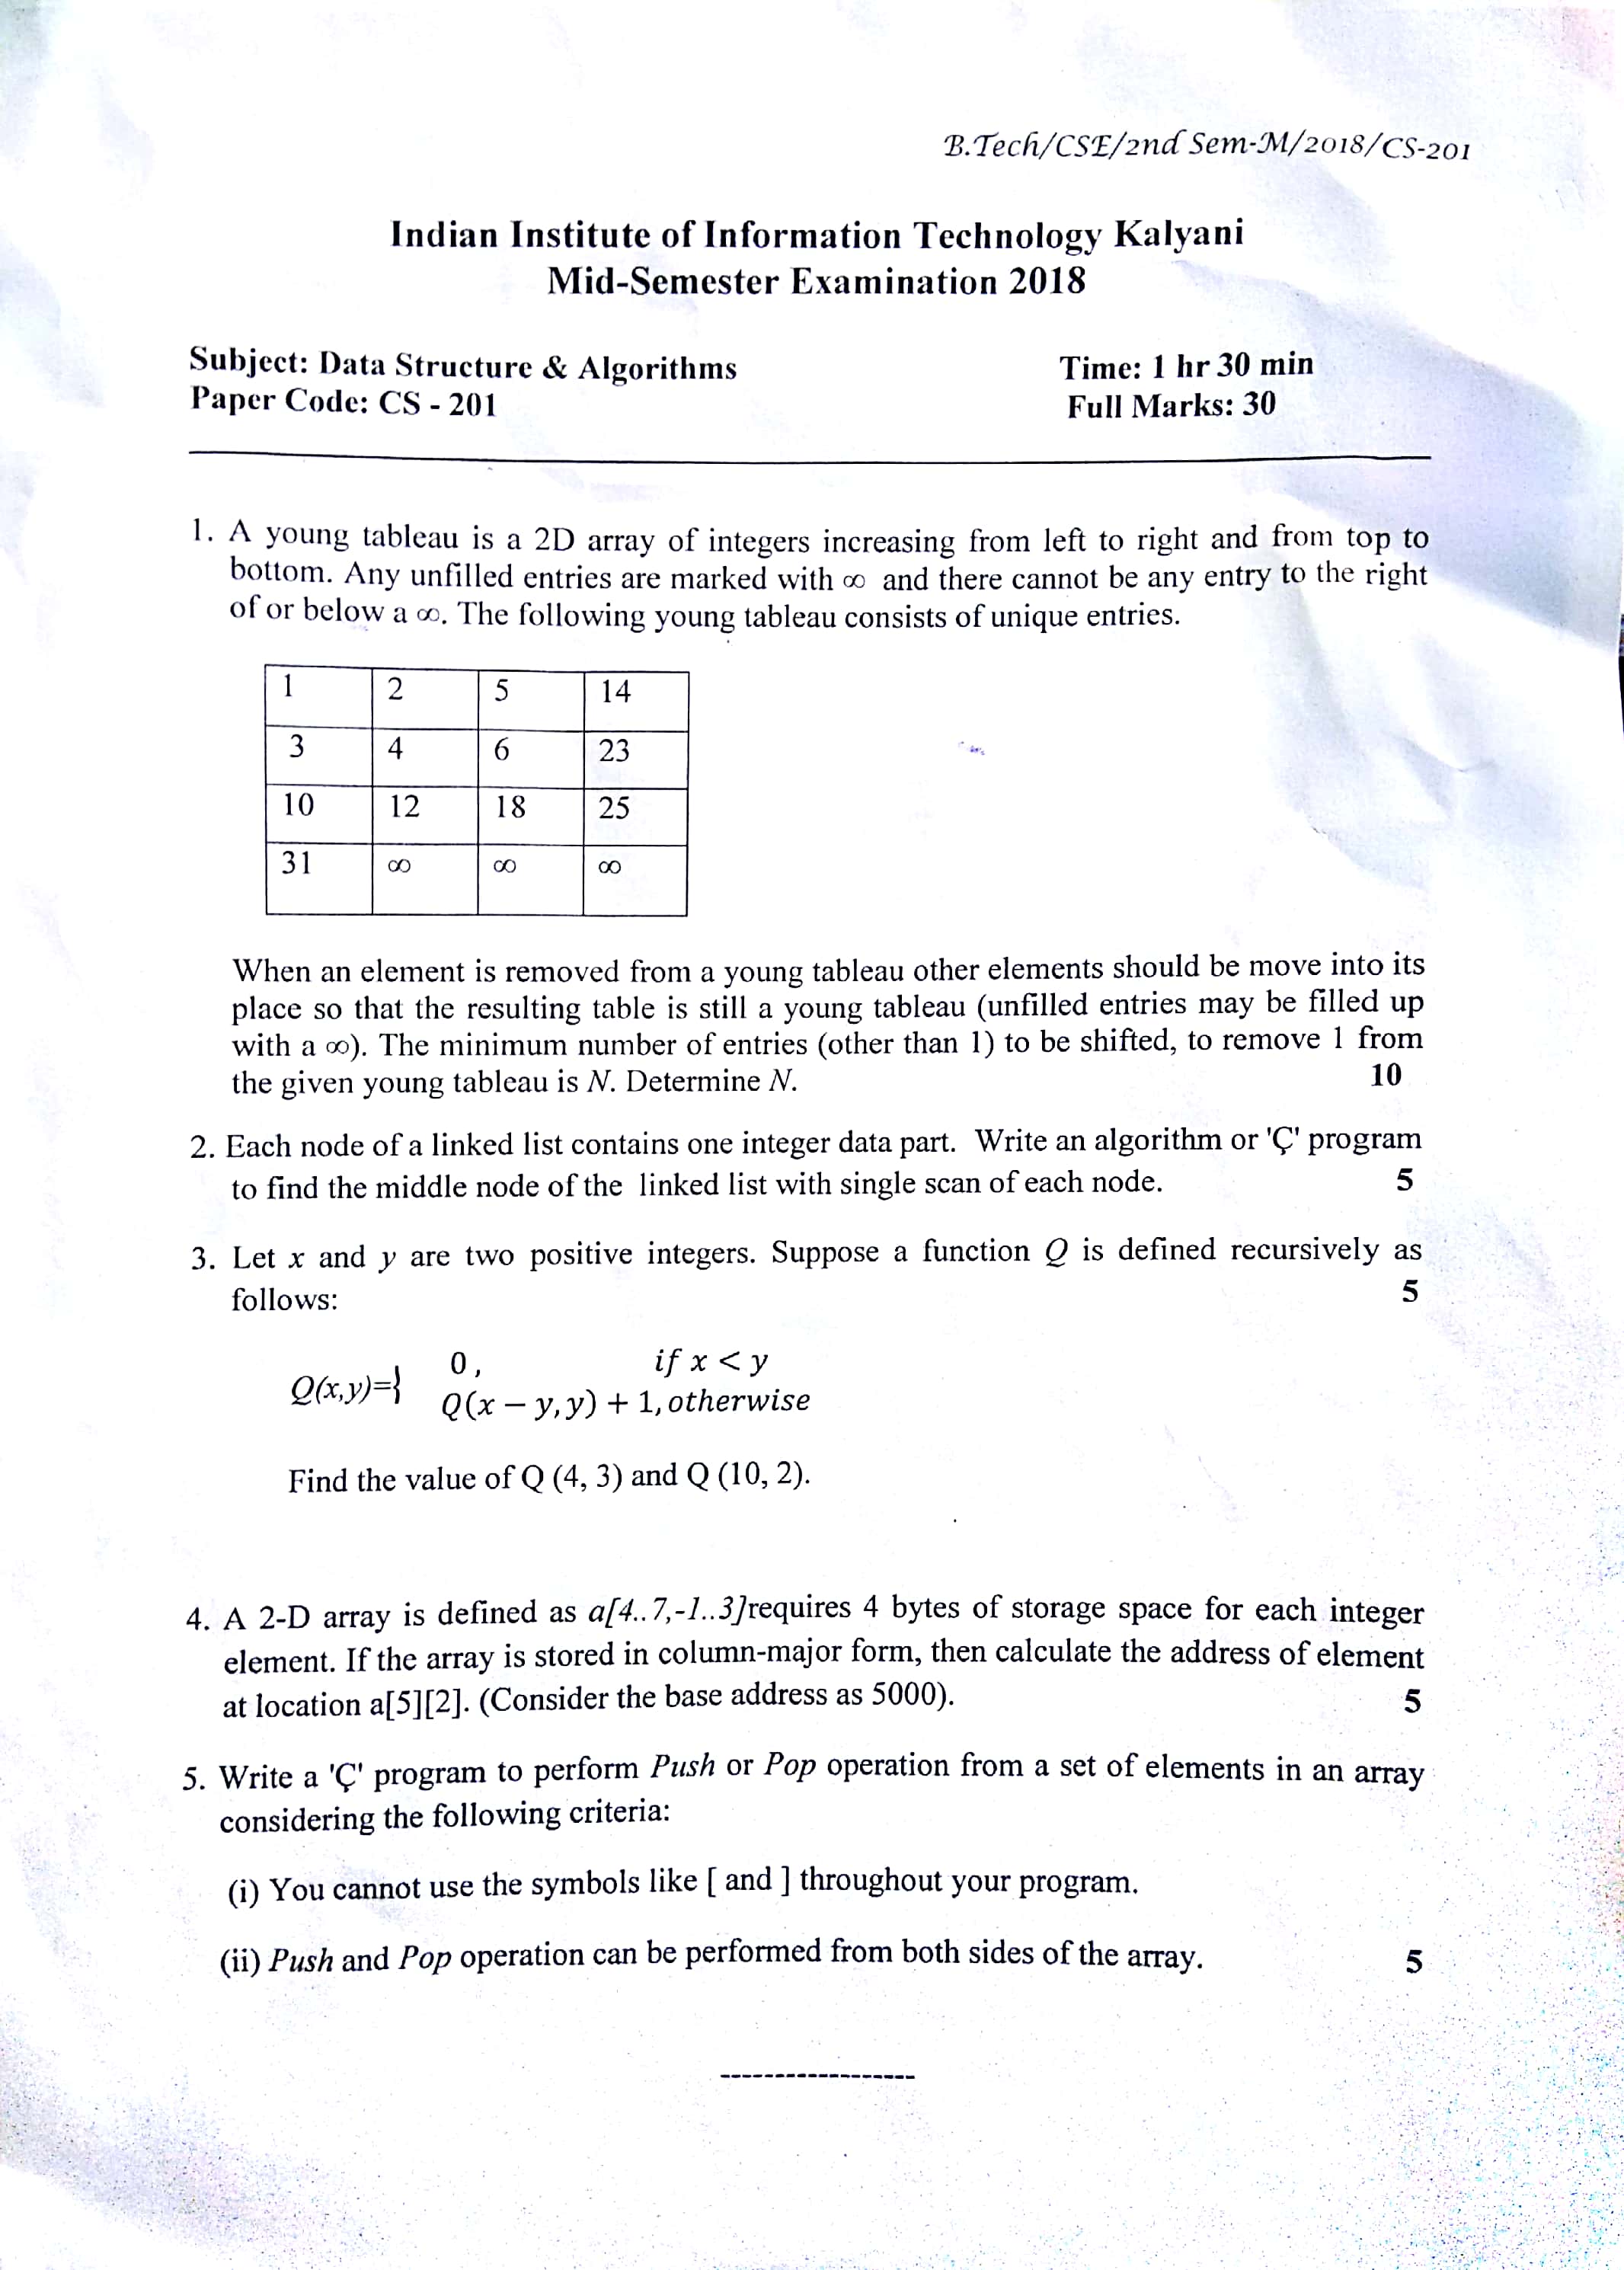 B.Tech/CSE/2nd Sem-M/2018/CS-201
Indian Institute of Information Technology Kalyani
Mid-Semester Examination 2018
Subject: Data Structure & Algorithms Time: 1 hr 30 min
Paper Code: CS - 201 Full Marks: 30
1. A young tableau is a 2D array of integers increasing from left to right and from top to
bottom. Any unfilled entries are marked with ∞ and there cannot be any entry to the right
of or below a ∞. The following young tableau consists of unique entries.
1 2 5 14
3 4 6 23
10 12 18 25
31 ∞ ∞ ∞
When an element is removed from a young tableau other elements should be move into its
place so that the resulting table is still a young tableau (unfilled entries may be filled up
with a ∞). The minimum number of entries (other than 1) to be shifted, to remove 1 from
the given young tableau is N. Determine N. 10
2. Each node of a linked list contains one integer data part. Write an algorithm or 'Ç' program
to find the middle node of the linked list with single scan of each node. 5
3. Let x and y are two positive integers. Suppose a function Q is defined recursively as
follows: 5
0, if x < y
Q(x,y)={
Q(x − y,y) + 1, otherwise
Find the value of Q (4, 3) and Q (10, 2).
4. A 2-D array is defined as a[4..7,-1..3]requires 4 bytes of storage space for each integer
element. If the array is stored in column-major form, then calculate the address of element
at location a[5][2]. (Consider the base address as 5000). 5
5. Write a 'Ç' program to perform Push or Pop operation from a set of elements in an array
considering the following criteria:
(i) You cannot use the symbols like [ and ] throughout your program.
(ii) Push and Pop operation can be performed from both sides of the array. 5
------------------